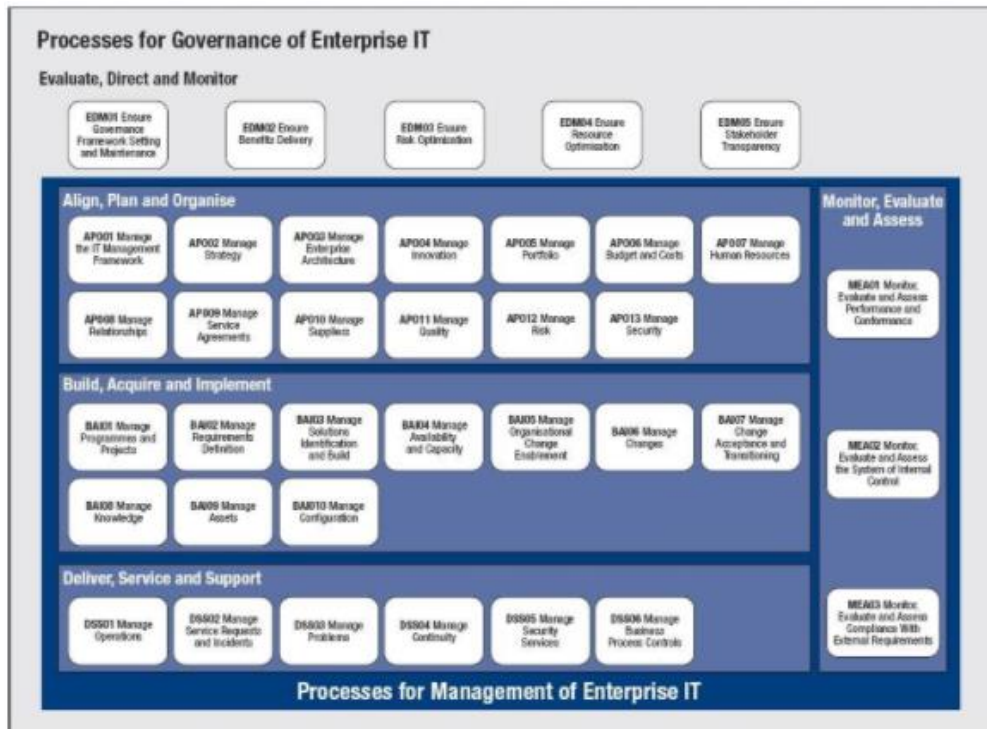 Processes for Governance of Enterprise IT
Evaluate, Direct and Monitor
EDM01 Ensure
Governance
Framework Setting
and Maintenance
EDM02 Ensure
Benefits Delivery
EDM03 Ensure
Risk Optimisation
EDM04 Ensure
Resource
Optimisation
EDM05 Ensure
Stakeholder
Transparency
Align, Plan and Organise
APO01 Manage
the IT Management
Framework
APO02 Manage
Strategy
APO03 Manage
Enterprise
Architecture
APO04 Manage
Innovation
APO05 Manage
Portfolio
APO06 Manage
Budget and Costs
APO07 Manage
Human Resources
APO08 Manage
Relationships
APO09 Manage
Service
Agreements
APO10 Manage
Suppliers
APO11 Manage
Quality
APO12 Manage
Risk
APO13 Manage
Security
Build, Acquire and Implement
BAI01 Manage
Programmes and
Projects
BAI02 Manage
Requirements
Definition
BAI03 Manage
Solutions
Identification
and Build
BAI04 Manage
Availability
and Capacity
BAI05 Manage
Organisational
Change
Enablement
BAI06 Manage
Changes
BAI07 Manage
Change
Acceptance and
Transitioning
BAI08 Manage
Knowledge
BAI09 Manage
Assets
BAI010 Manage
Configuration
Deliver, Service and Support
DSS01 Manage
Operations
DSS02 Manage
Service Requests
and Incidents
DSS03 Manage
Problems
DSS04 Manage
Continuity
DSS05 Manage
Security
Services
DSS06 Manage
Business
Process Controls
Monitor, Evaluate
and Assess
MEA01 Monitor,
Evaluate and Assess
Performance and
Conformance
MEA02 Monitor,
Evaluate and Assess
the System of Internal
Control
MEA03 Monitor,
Evaluate and Assess
Compliance With
External Requirements
Processes for Management of Enterprise IT